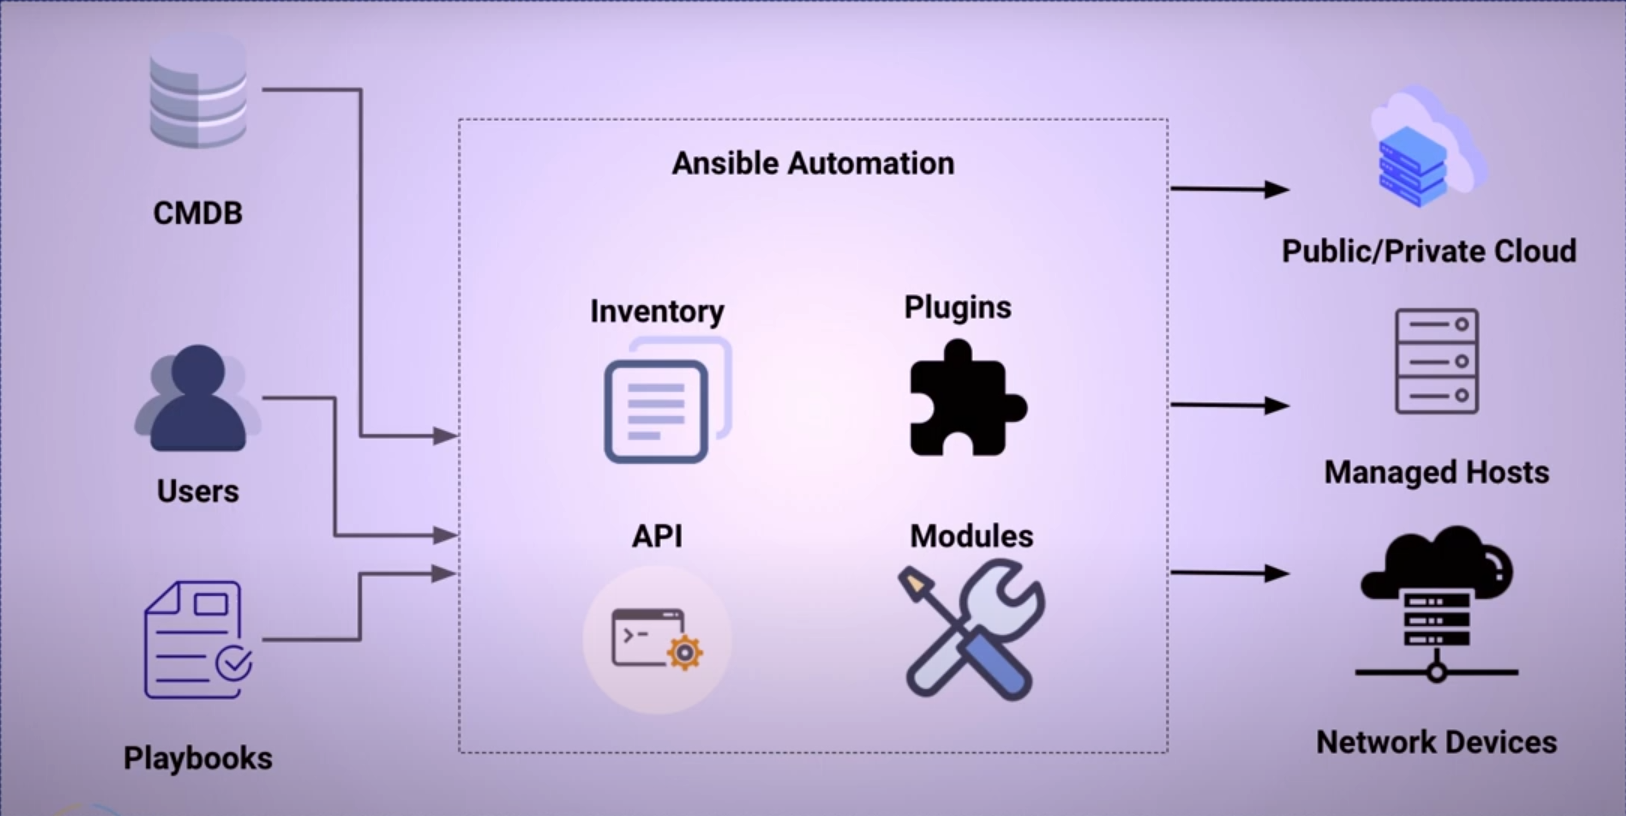 CMDB
Users
Playbooks
Ansible Automation
Inventory
Plugins
API
Modules
Public/Private Cloud
Managed Hosts
Network Devices